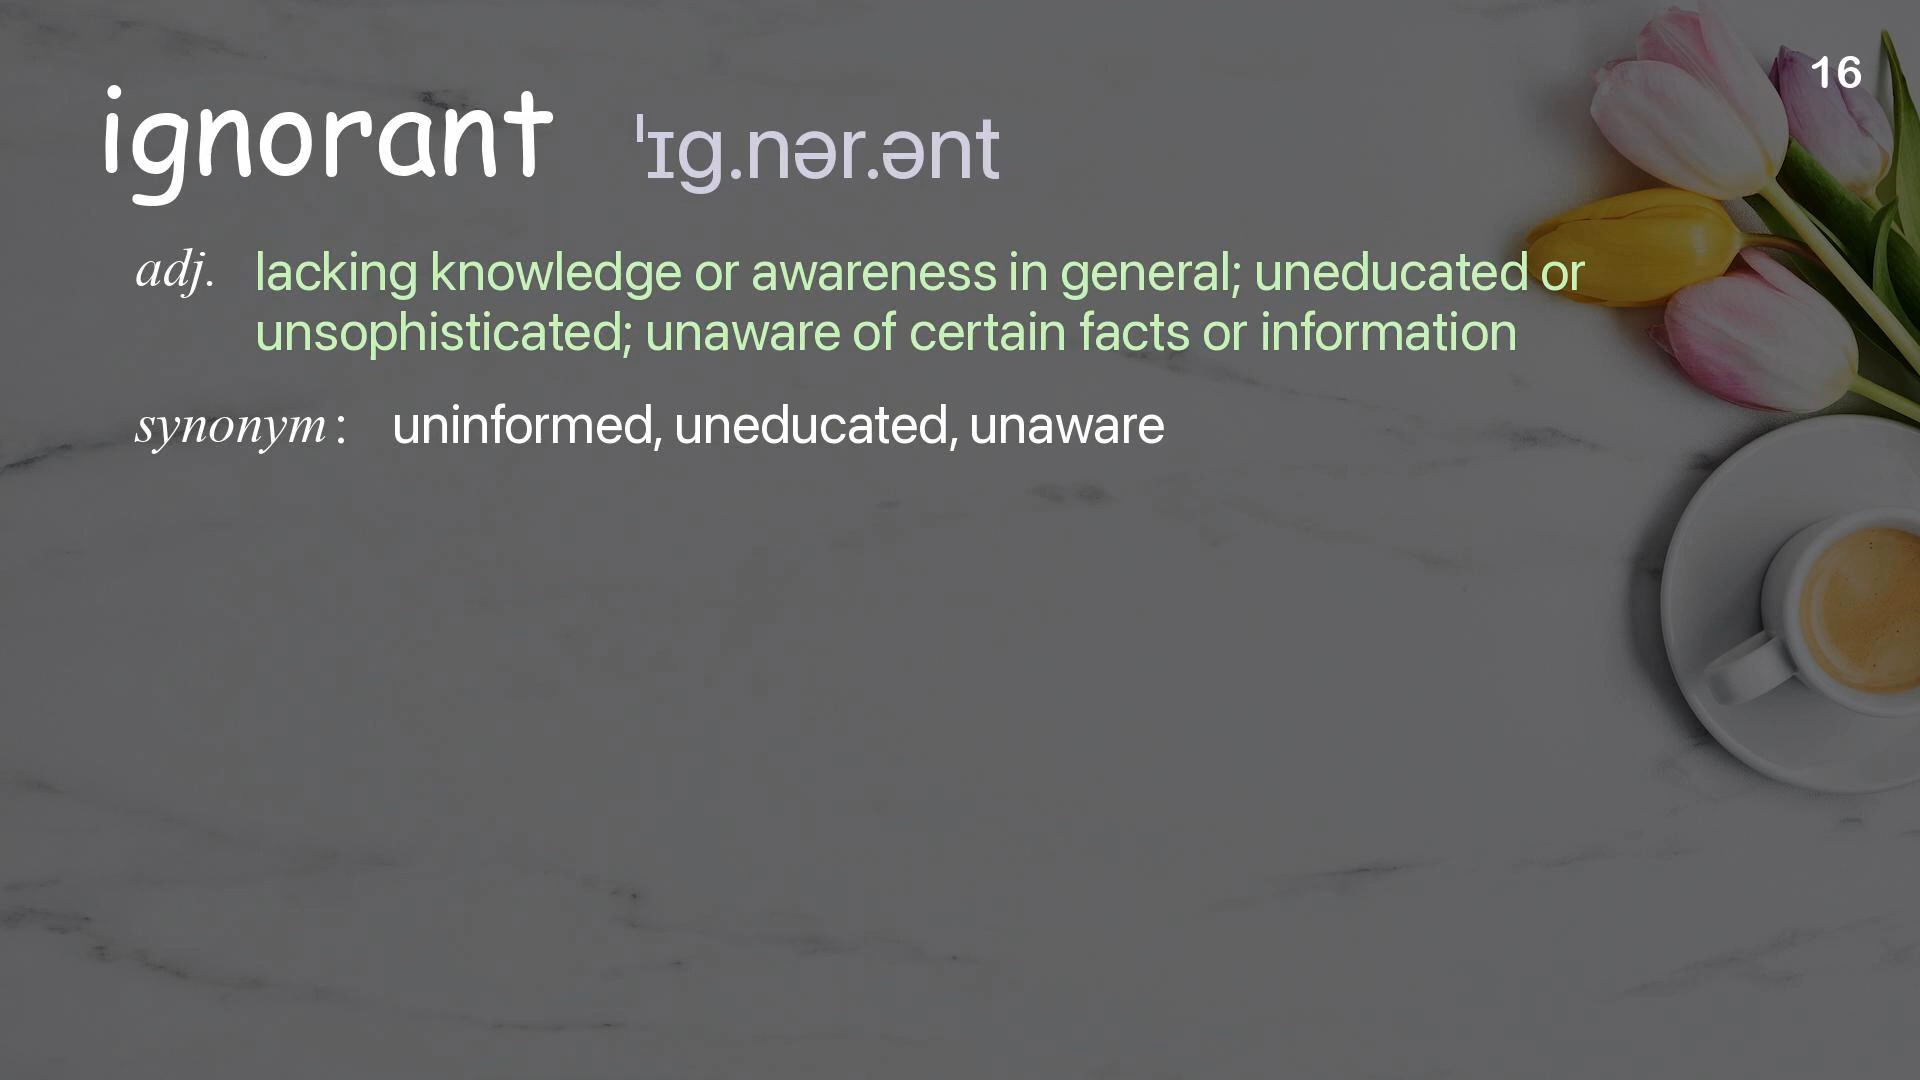 16
ignorant ˈɪɡ.nər.ənt
adj. lacking knowledge or awareness in general; uneducated or
unsophisticated; unaware of certain facts or information
synonym : uninformed, uneducated, unaware